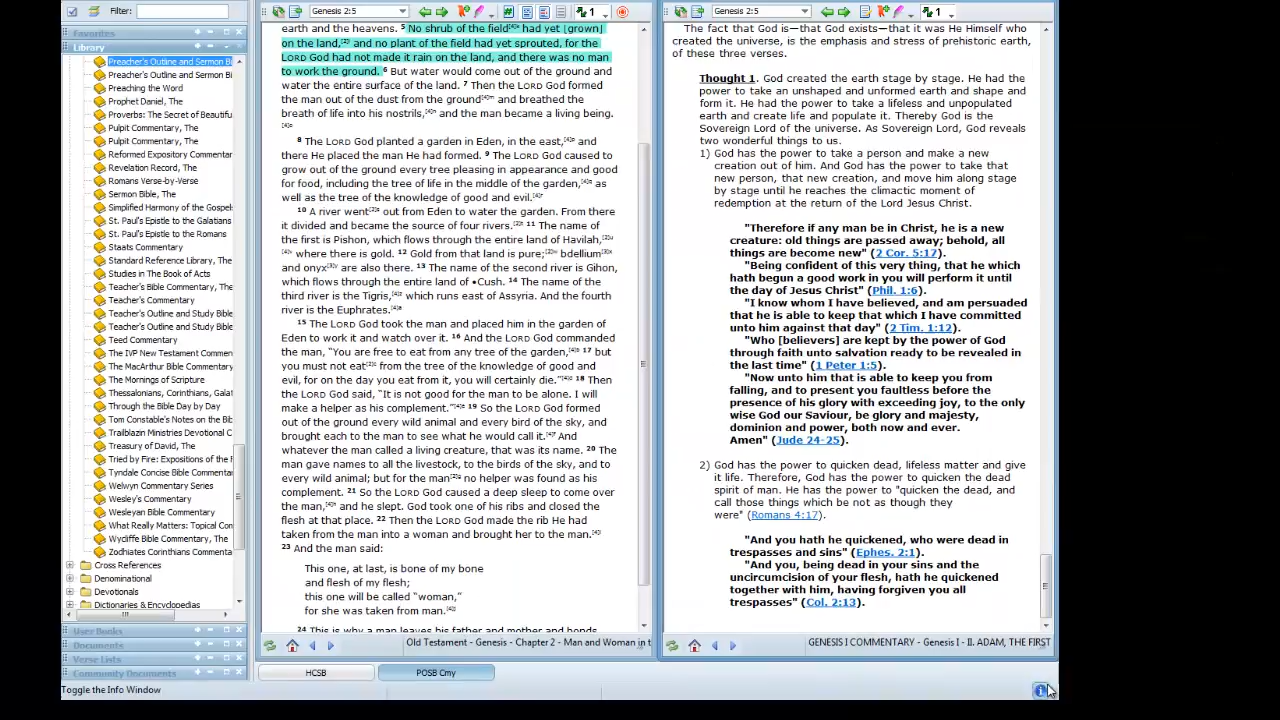 Filter:
Genesis 2:5
1
Genesis 2:5
1
Favorites
Library
Preacher's Outline and Sermon B
Preacher's Outline and Sermon Bi
Preaching the Word
Prophet Daniel, The
Proverbs: The Secret of Beautifu
Pulpit Commentary, The
Pulpit Commentary, The
Reformed Expository Commentar
Revelation Record, The
Romans Verse-by-Verse
Sermon Bible, The
Simplified Harmony of the Gospels
St. Paul's Epistle to the Galatians
St. Paul's Epistle to the Romans
Staats Commentary
Standard Reference Library, The
Studies in The Book of Acts
Teacher's Bible Commentary, The
Teacher's Commentary
Teacher's Outline and Study Bible
Teacher's Outline and Study Bible
Teed Commentary
The IVP New Testament Commen
The MacArthur Bible Commentary
The Mornings of Scripture
Thessalonians, Corinthians, Galat
Through the Bible Day by Day
Tom Constable's Notes on the Bib
Trailblazin Ministries Devotional C
Treasury of David, The
Tried by Fire: Expositions of the F
Tyndale Concise Bible Commenta
Welwyn Commentary Series
Wesley's Commentary
Wesleyan Bible Commentary
What Really Matters: Topical Con
Wycliffe Bible Commentary, The
Zodhiates Corinthians Commenta
Cross References
Denominational
Devotionals
Dictionaries & Encyclopedias
User Books
Documents
Verse Lists
Community Documents
Toggle the Info Window
earth and the heavens. 5 No shrub of the field had yet [grown]
on the land, and no plant of the field had yet sprouted, for the
LORD God had not made it rain on the land, and there was no man
to work the ground. 6 But water would come out of the ground and
water the entire surface of the land. 7 Then the LORD God formed
the man out of the dust from the ground and breathed the
breath of life into his nostrils, and the man became a living being.
8 The LORD God planted a garden in Eden, in the east, and
there He placed the man He had formed. 9 The LORD God caused to
grow out of the ground every tree pleasing in appearance and good
for food, including the tree of life in the middle of the garden, as
well as the tree of the knowledge of good and evil.
10 A river went out from Eden to water the garden. From there
it divided and became the source of four rivers. 11 The name of
the first is Pishon, which flows through the entire land of Havilah,
where there is gold. 12 Gold from that land is pure; bdellium
and onyx are also there. 13 The name of the second river is Gihon,
which flows through the entire land of •Cush. 14 The name of the
third river is the Tigris, which runs east of Assyria. And the fourth
river is the Euphrates.
15 The LORD God took the man and placed him in the garden of
Eden to work it and watch over it. 16 And the LORD God commanded
the man, “You are free to eat from any tree of the garden, 17 but
you must not eat from the tree of the knowledge of good and
evil, for on the day you eat from it, you will certainly die.” 18 Then
the LORD God said, “It is not good for the man to be alone. I will
make a helper as his complement.” 19 So the LORD God formed
out of the ground every wild animal and every bird of the sky, and
brought each to the man to see what he would call it. And
whatever the man called a living creature, that was its name. 20 The
man gave names to all the livestock, to the birds of the sky, and to
every wild animal; but for the man no helper was found as his
complement. 21 So the LORD God caused a deep sleep to come over
the man, and he slept. God took one of his ribs and closed the
flesh at that place. 22 Then the LORD God made the rib He had
taken from the man into a woman and brought her to the man.
23 And the man said:
This one, at last, is bone of my bone
and flesh of my flesh;
this one will be called “woman,”
for she was taken from man.
24 This is why a man leaves his father and mother and bonds
Old Testament - Genesis - Chapter 2 - Man and Woman in t
HCSB
POSB Cmy
The fact that God is—that God exists—that it was He Himself who
created the universe, is the emphasis and stress of prehistoric earth,
of these three verses.
Thought 1. God created the earth stage by stage. He had the
power to take an unshaped and unformed earth and shape and
form it. He had the power to take a lifeless and unpopulated
earth and create life and populate it. Thereby God is the
Sovereign Lord of the universe. As Sovereign Lord, God reveals
two wonderful things to us.
1) God has the power to take a person and make a new
creation out of him. And God has the power to take that
new person, that new creation, and move him along stage
by stage until he reaches the climactic moment of
redemption at the return of the Lord Jesus Christ.
"Therefore if any man be in Christ, he is a new
creature: old things are passed away; behold, all
things are become new" (2 Cor. 5:17).
"Being confident of this very thing, that he which
hath begun a good work in you will perform it until
the day of Jesus Christ" (Phil. 1:6).
"I know whom I have believed, and am persuaded
that he is able to keep that which I have committed
unto him against that day" (2 Tim. 1:12).
"Who [believers] are kept by the power of God
through faith unto salvation ready to be revealed in
the last time" (1 Peter 1:5).
"Now unto him that is able to keep you from
falling, and to present you faultless before the
presence of his glory with exceeding joy, to the only
wise God our Saviour, be glory and majesty,
dominion and power, both now and ever.
Amen" (Jude 24-25).
2) God has the power to quicken dead, lifeless matter and give
it life. Therefore, God has the power to quicken the dead
spirit of man. He has the power to "quicken the dead, and
call those things which be not as though they
were" (Romans 4:17).
"And you hath he quickened, who were dead in
trespasses and sins" (Ephes. 2:1).
"And you, being dead in your sins and the
uncircumcision of your flesh, hath he quickened
together with him, having forgiven you all
trespasses" (Col. 2:13).
GENESIS I COMMENTARY - Genesis I - II. ADAM, THE FIRST